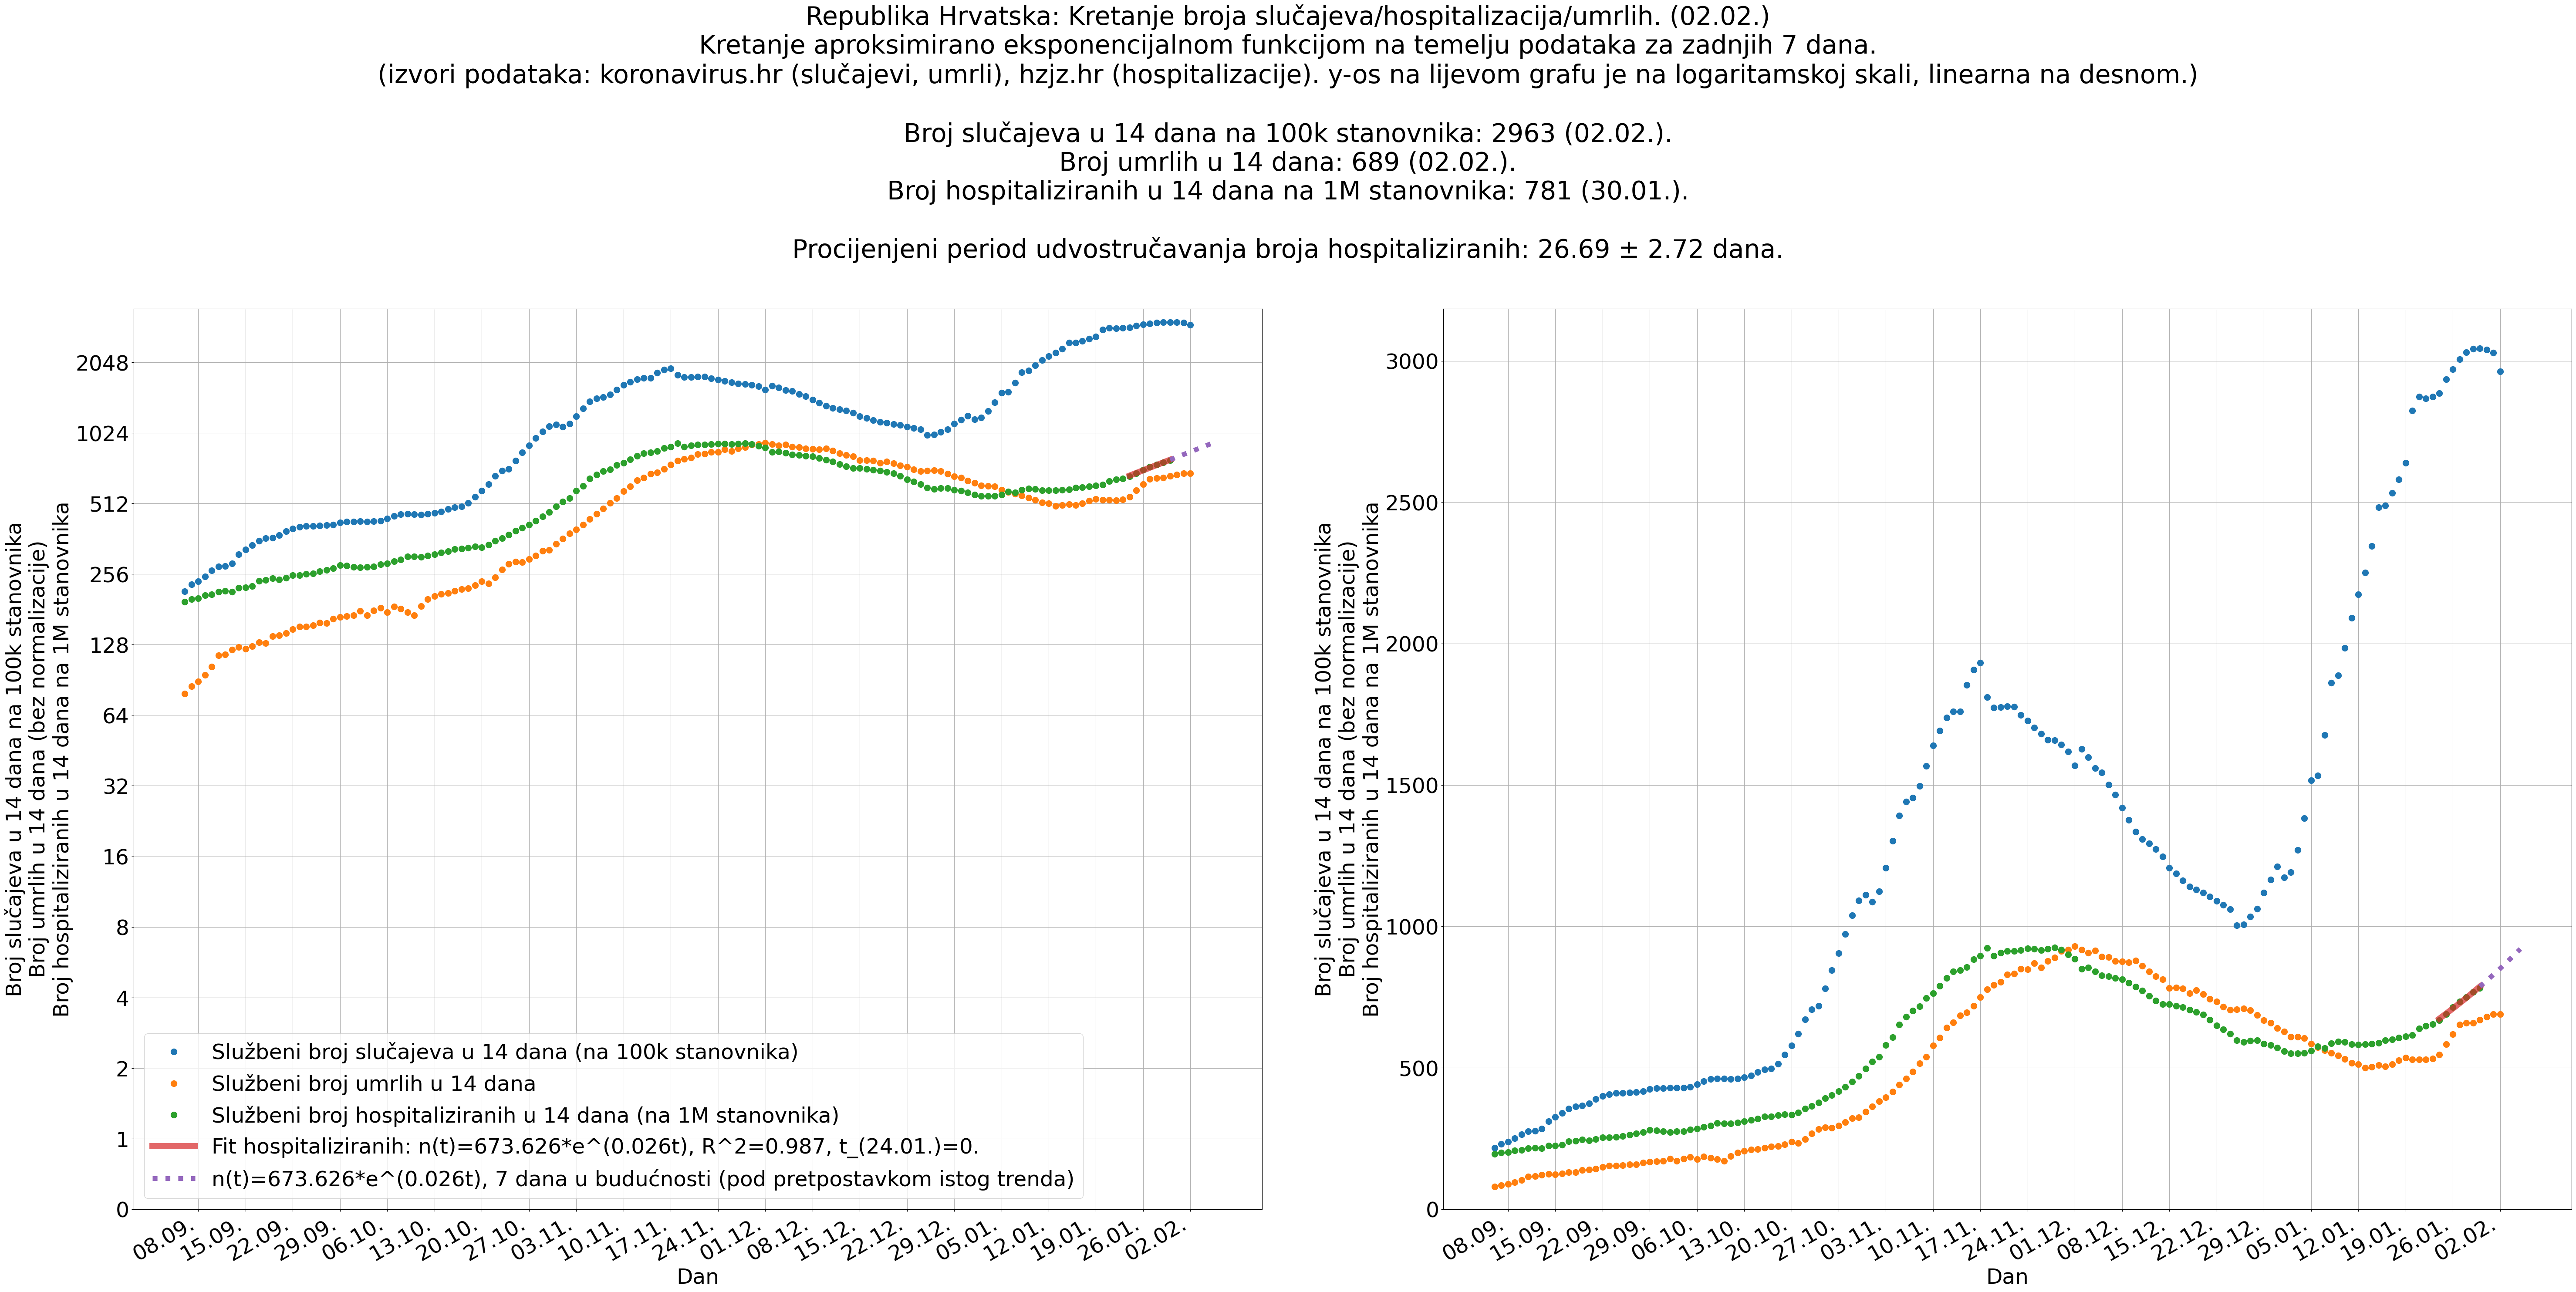 Republika Hrvatska: Kretanje broja slučajeva/hospitalizacija/umrlih. (02.02.)
Kretanje aproksimirano eksponencijalnom funkcijom na temelju podataka za zadnjih 7 dana.
(izvori podataka: koronavirus.hr (slučajevi, umrli), hzjz.hr (hospitalizacije). y-os na lijevom grafu je na logaritamskoj skali, linearna na desnom.)
Broj slučajeva u 14 dana na 100k stanovnika: 2963 (02.02.).
Broj umrlih u 14 dana: 689 (02.02.).
Broj hospitaliziranih u 14 dana na 1M stanovnika: 781 (30.01.).
Procijenjeni period udvostručavanja broja hospitaliziranih: 26.69 ± 2.72 dana.
Broj slučajeva u 14 dana na 100k stanovnika
Broj umrlih u 14 dana (bez normalizacije)
Broj hospitaliziranih u 14 dana na 1M stanovnika
2048
1024
512
256
128
64
32
16
8
4
2
1
0
Službeni broj slučajeva u 14 dana (na 100k stanovnika)
Službeni broj umrlih u 14 dana
Službeni broj hospitaliziranih u 14 dana (na 1M stanovnika)
Fit hospitaliziranih: n(t)=673.626*e^(0.026t), R^2=0.987, t_(24.01.)=0.
n(t)=673.626*e^(0.026t), 7 dana u budućnosti (pod pretpostavkom istog trenda)
08.09. 15.09. 22.09. 29.09. 06.10. 13.10. 20.10. 27.10. 03.11. 10.11. 17.11. 24.11. 01.12. 08.12. 15.12. 22.12. 29.12. 05.01. 12.01. 19.01. 26.01. 02.02.
Dan
Broj slučajeva u 14 dana na 100k stanovnika
Broj umrlih u 14 dana (bez normalizacije)
Broj hospitaliziranih u 14 dana na 1M stanovnika
3000
2500
2000
1500
1000
500
0
08.09. 15.09. 22.09. 29.09. 06.10. 13.10. 20.10. 27.10. 03.11. 10.11. 17.11. 24.11. 01.12. 08.12. 15.12. 22.12. 29.12. 05.01. 12.01. 19.01. 26.01. 02.02.
Dan